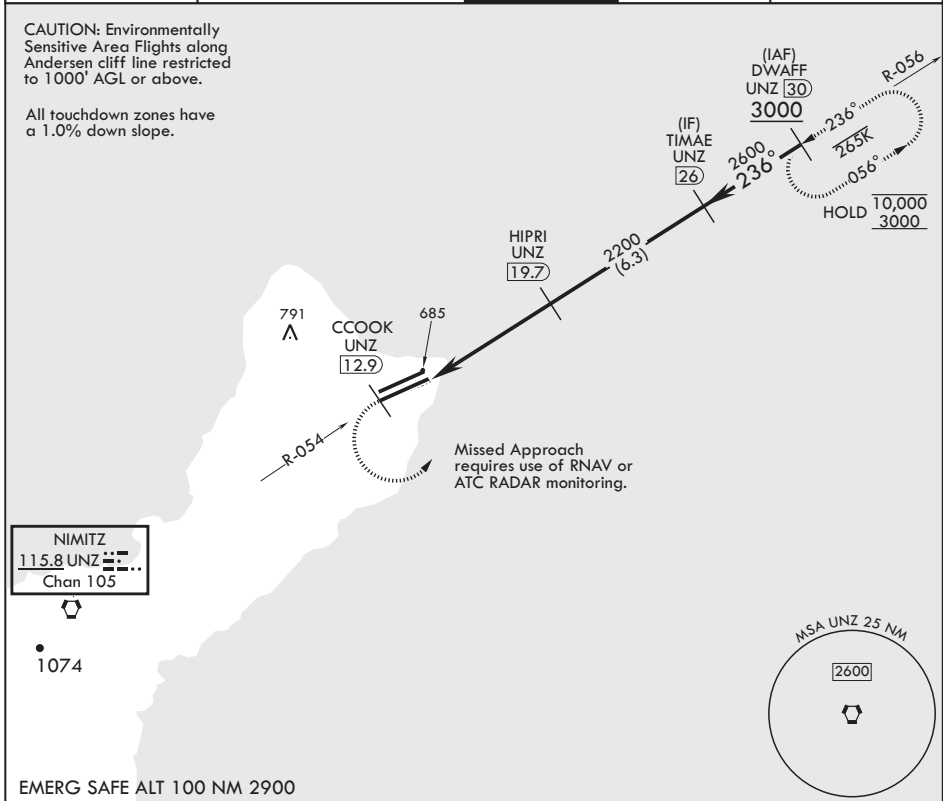 CAUTION: Environmentally
Sensitive Area Flights along
Andersen cliff line restricted
to 1000' AGL or above.
All touchdown zones have
a 1.0% down slope.
(IAF)
DWAFF
UNZ 30
3000
R-056
236°
265K
056°
HOLD 10,000
3000
(IF)
TIMAE
UNZ
26
2600
236°
HIPRI
UNZ
19.7
2200
(6.3)
791
CCOOK
UNZ
12.9
685
R-054
Missed Approach
requires use of RNAV or
ATC RADAR monitoring.
NIMITZ
115.8 UNZ
Chan 105
1074
MSA UNZ 25 NM
2600
EMERG SAFE ALT 100 NM 2900